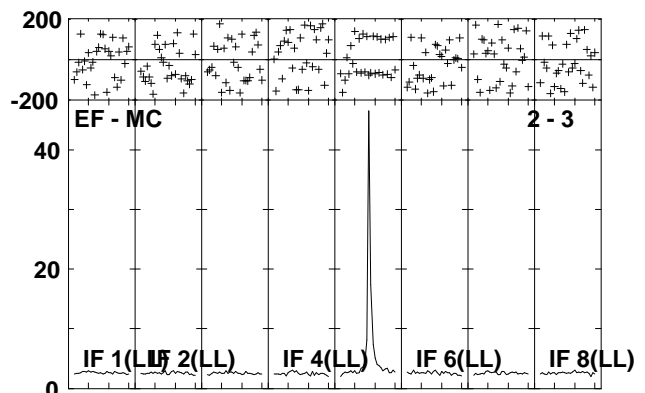 200
-200
EF - MC 2 - 3
40
20
IF 1(LL) IF 2(LL) IF 4(LL) IF 6(LL) IF 8(LL)
0